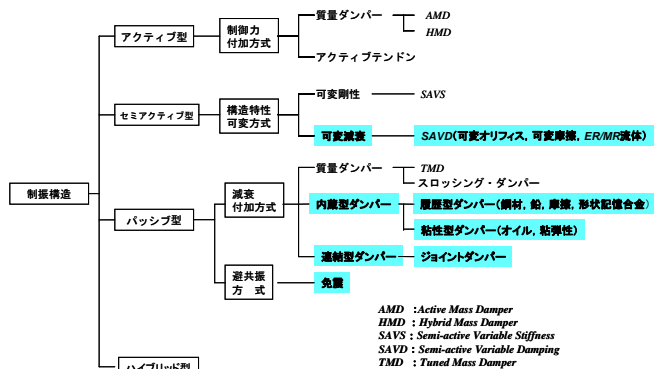 アクティブ型
制御力
付加方式
質量ダンパー
AMD
HMD
アクティブテンドン
セミアクティブ型
構造特性
可変方式
可変剛性
SAVS
可変減衰
SAVD(可変オリフィス, 可変摩擦, ER/MR流体)
制振構造
パッシブ型
減衰
付加方式
質量ダンパー
TMD
スロッシング・ダンパー
内蔵型ダンパー
履歴型ダンパー(鋼材, 鉛, 摩擦, 形状記憶合金)
粘性型ダンパー(オイル, 粘弾性)
連結型ダンパー
ジョイントダンパー
避共振
方 式
免震
ハイブリッド型
AMD : Active Mass Damper
HMD : Hybrid Mass Damper
SAVS : Semi-active Variable Stiffness
SAVD : Semi-active Variable Damping
TMD : Tuned Mass Damper